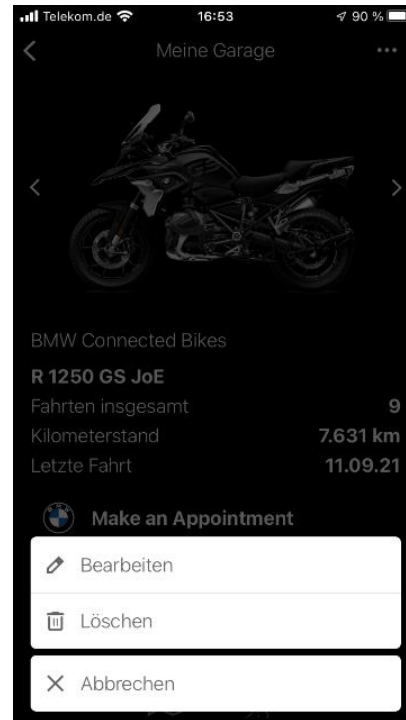 Telekom.de 16:53 90 %
Meine Garage
BMW Connected Bikes
R 1250 GS JoE
Fahrten insgesamt 9
Kilometerstand 7.631 km
Letzte Fahrt 11.09.21
Make an Appointment
Bearbeiten
Löschen
Abbrechen